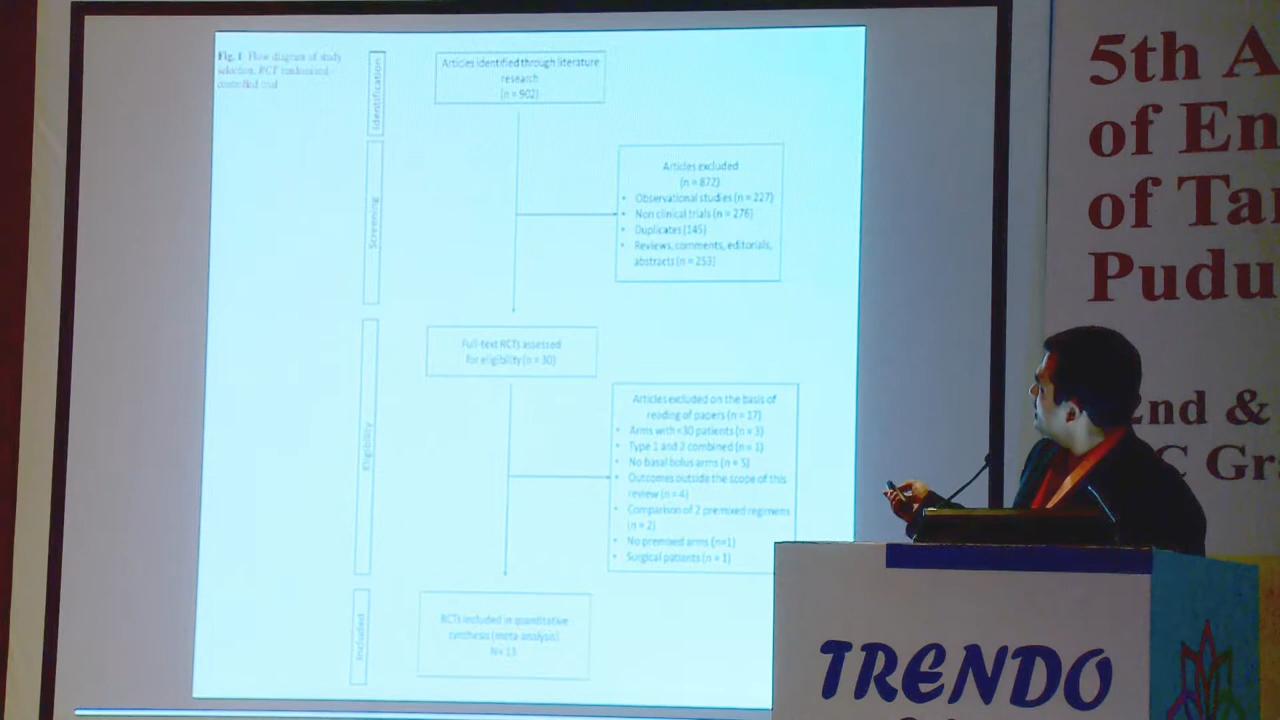 Fig. 1 Flow diagram of study
selection, RCT randomized
controlled trial
Identification
Articles identified through literature
research
(n = 902)
Screening
Articles excluded
(n = 872)
• Observational studies (n = 227)
• Non clinical trials (n = 276)
• Duplicates (145)
• Reviews, comments, editorials,
abstracts (n = 253)
Eligibility
Full-text RCTs assessed
for eligibility (n = 30)
Articles excluded on the basis of
reading of papers (n = 17)
• Arms with <30 patients (n = 3)
• Type 1 and 2 combined (n = 1)
• No basal bolus arms (n = 5)
• Outcomes outside the scope of this
review (n = 4)
• Comparison of 2 premixed regimens
(n = 2)
• No premixed arms (n=1)
• Surgical patients (n = 1)
Included
RCTs included in quantitative
synthesis (meta-analysis)
N= 13
5th A
of En
of Ta
Pudu
2nd &
C Gr
TRENDO